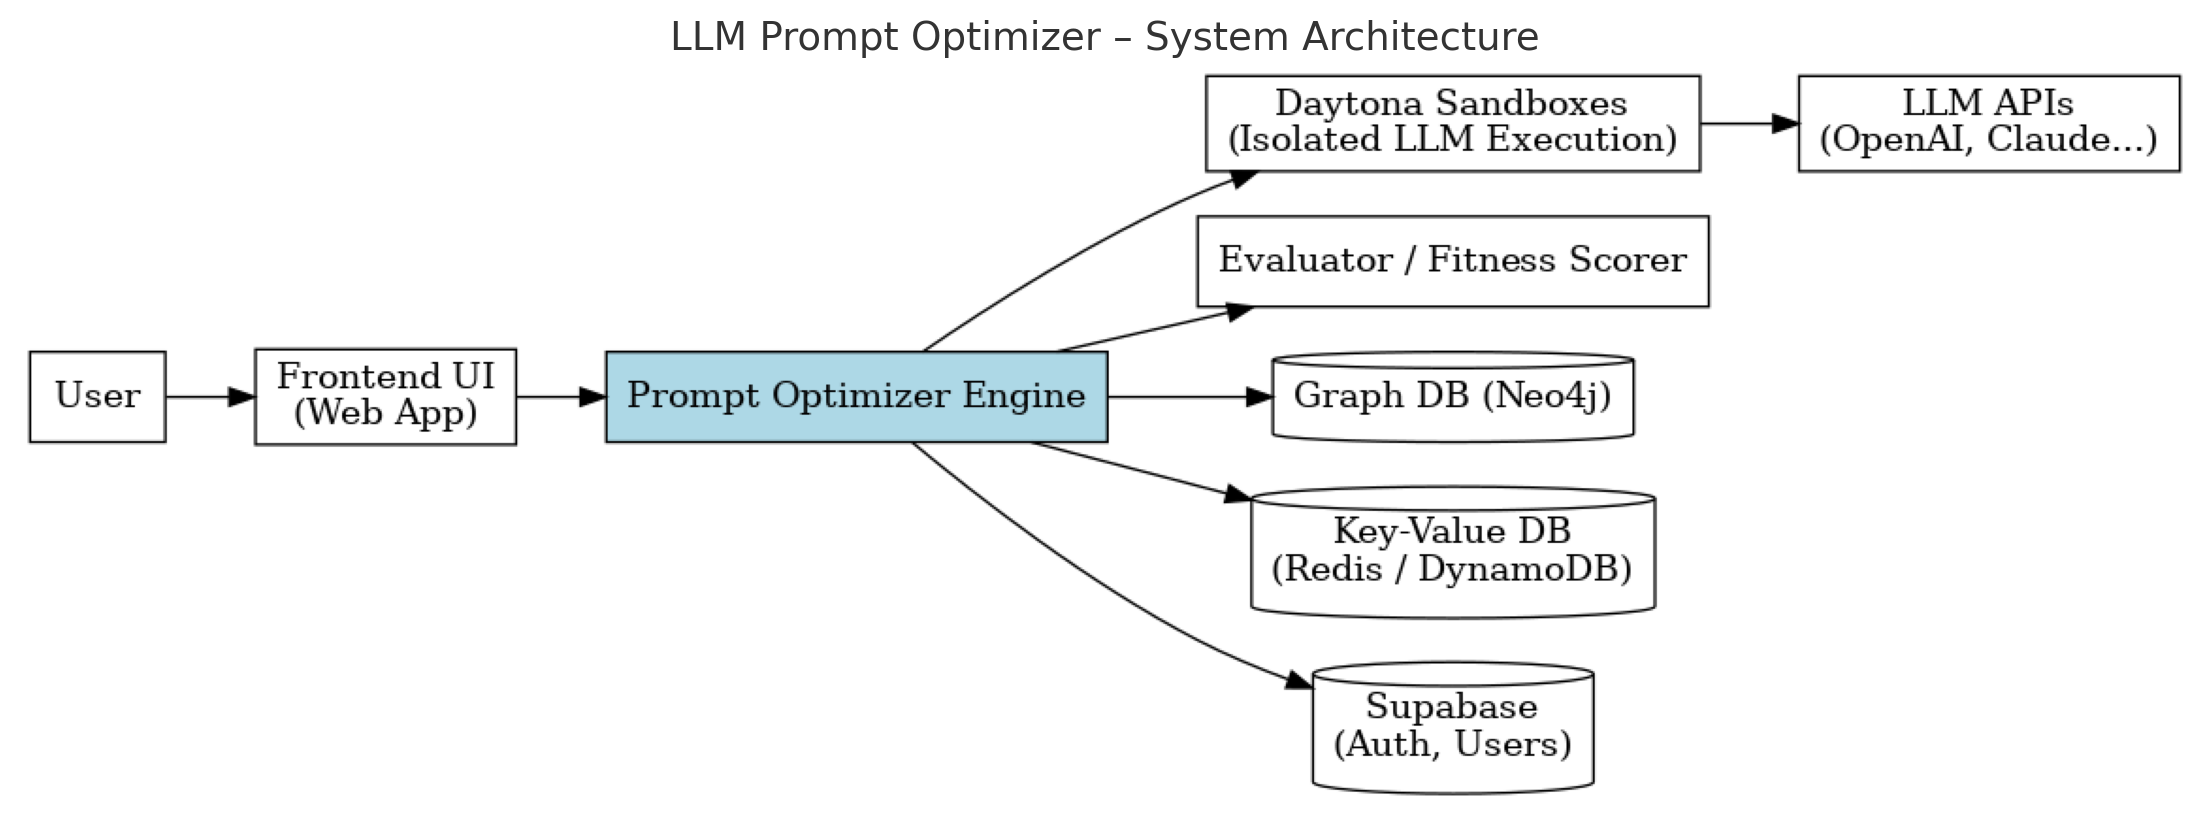 LLM Prompt Optimizer – System Architecture
Daytona Sandboxes
(Isolated LLM Execution)
LLM APIs
(OpenAI, Claude...)
Evaluator / Fitness Scorer
User
Frontend UI
(Web App)
Prompt Optimizer Engine
Graph DB (Neo4j)
Key-Value DB
(Redis / DynamoDB)
Supabase
(Auth, Users)